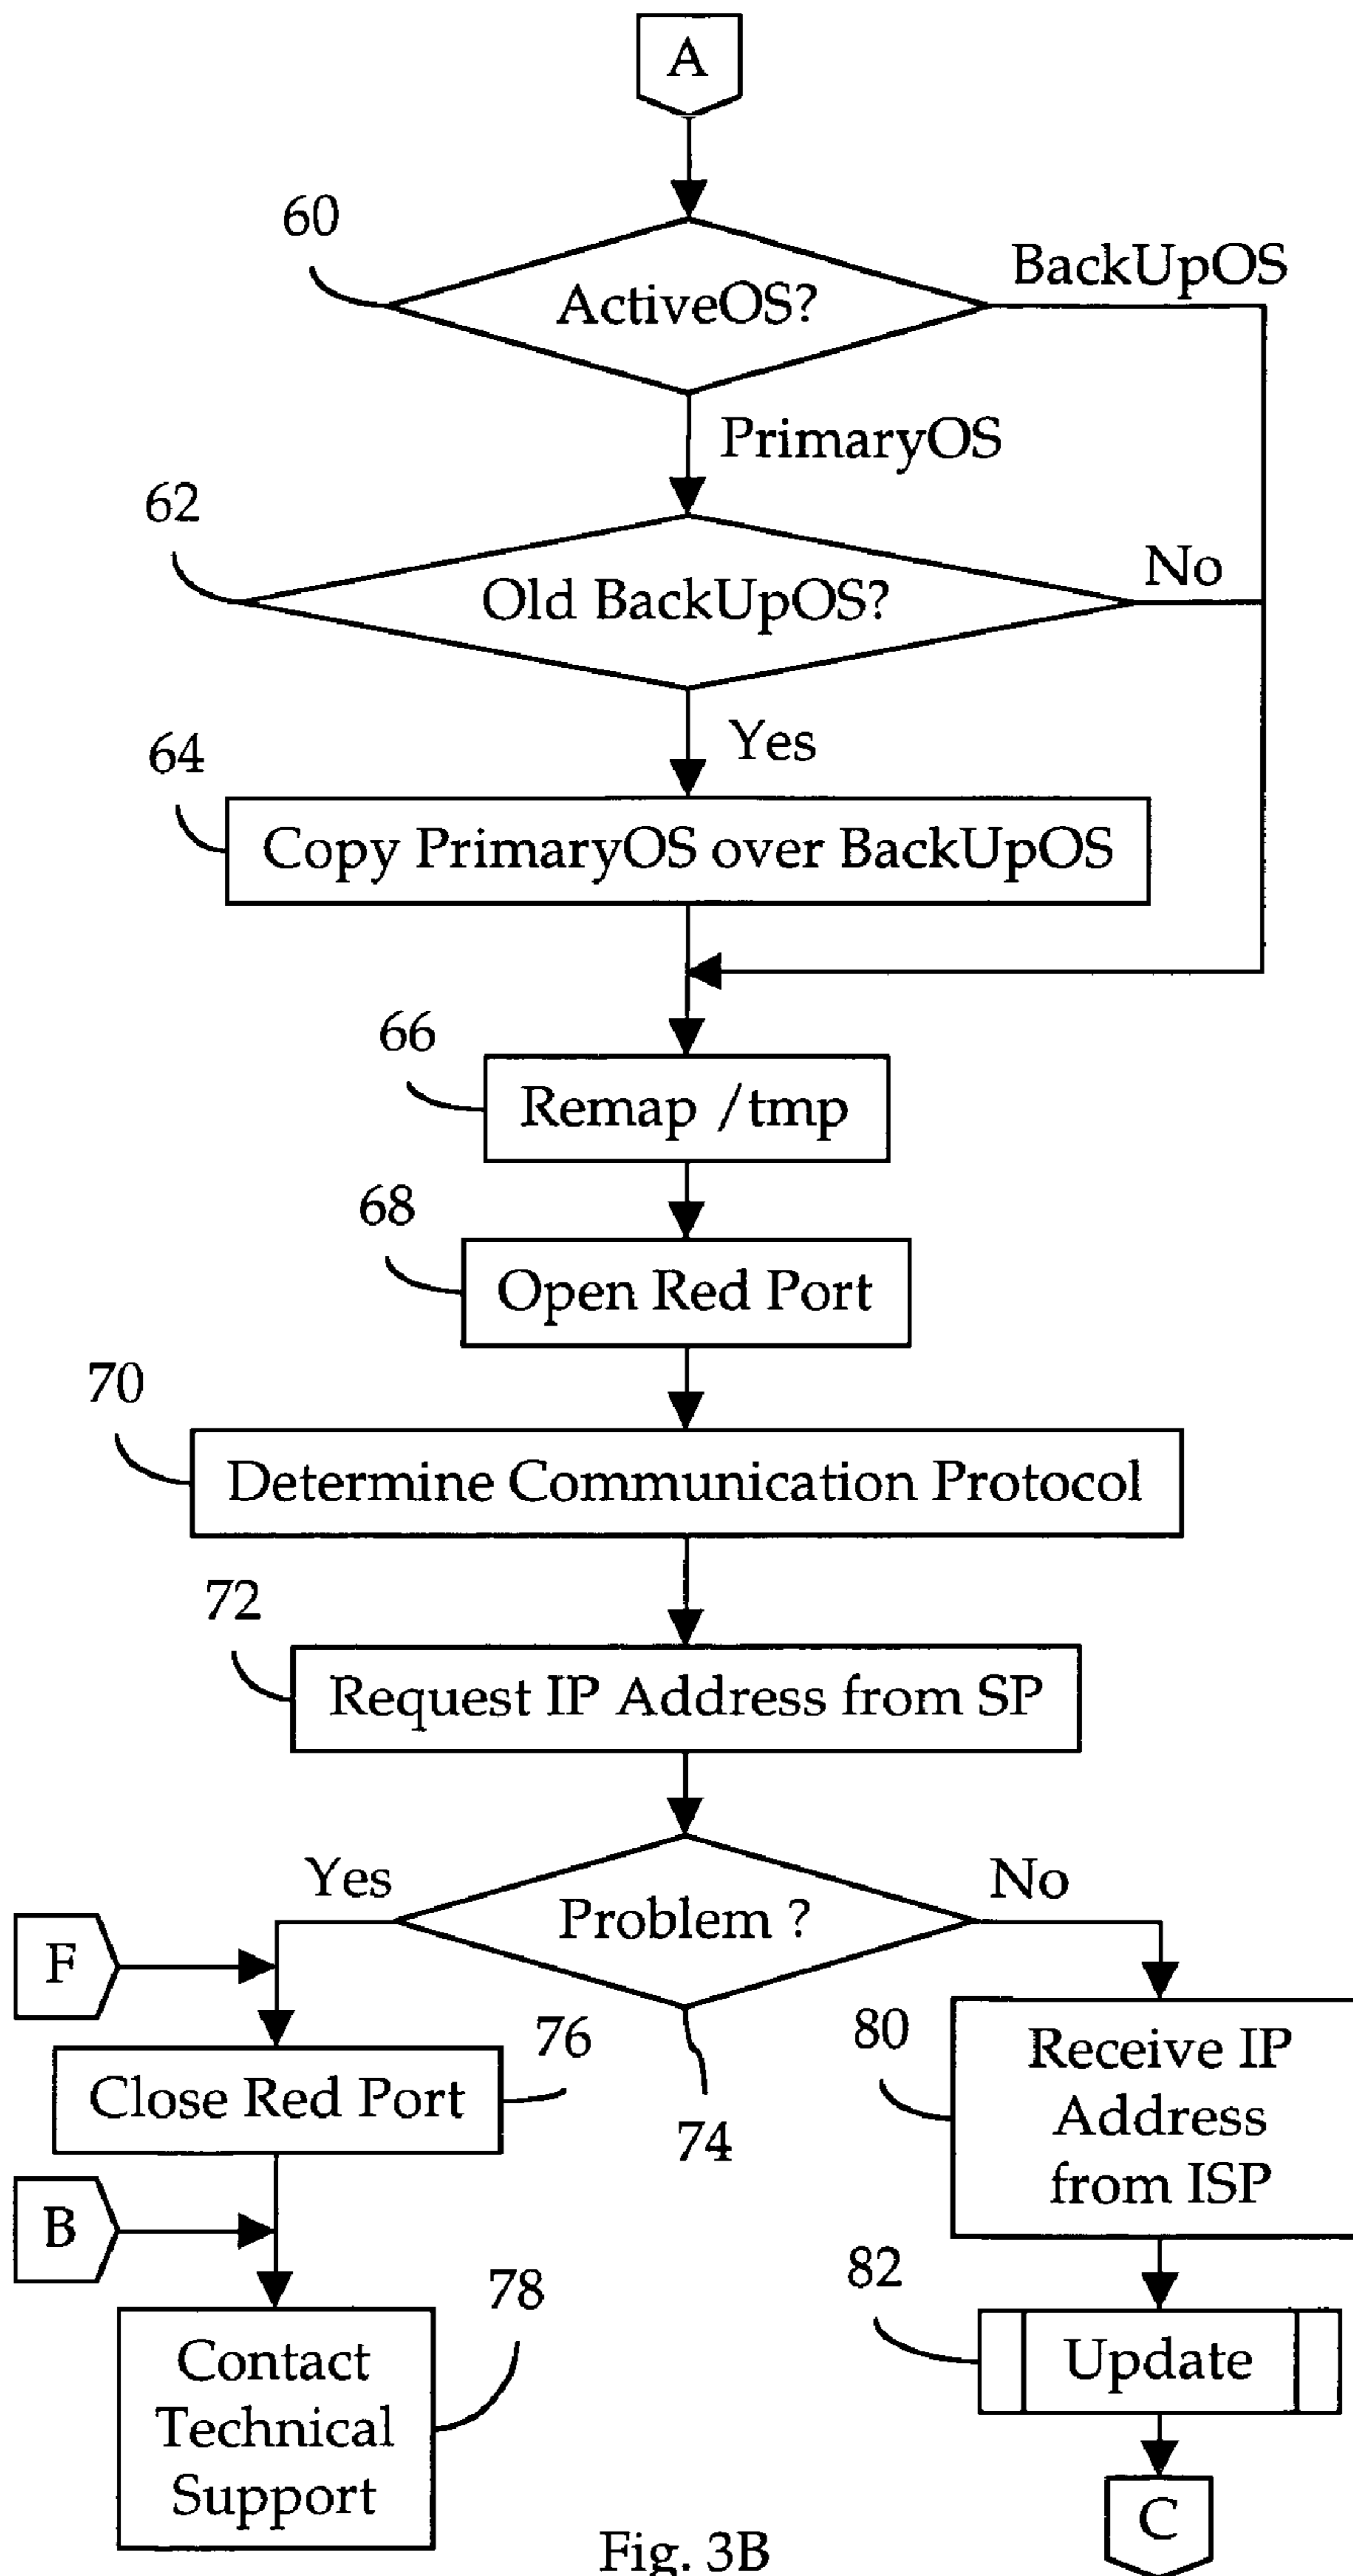 A
60
ActiveOS?
BackUpOS
PrimaryOS
62
Old BackUpOS?
No
Yes
64
Copy PrimaryOS over BackUpOS
66
Remap /tmp
68
Open Red Port
70
Determine Communication Protocol
72
Request IP Address from SP
Yes
Problem ?
No
F
74
76
Close Red Port
80
Receive IP
Address
from ISP
B
78
Contact
Technical
Support
82
Update
C
Fig. 3B